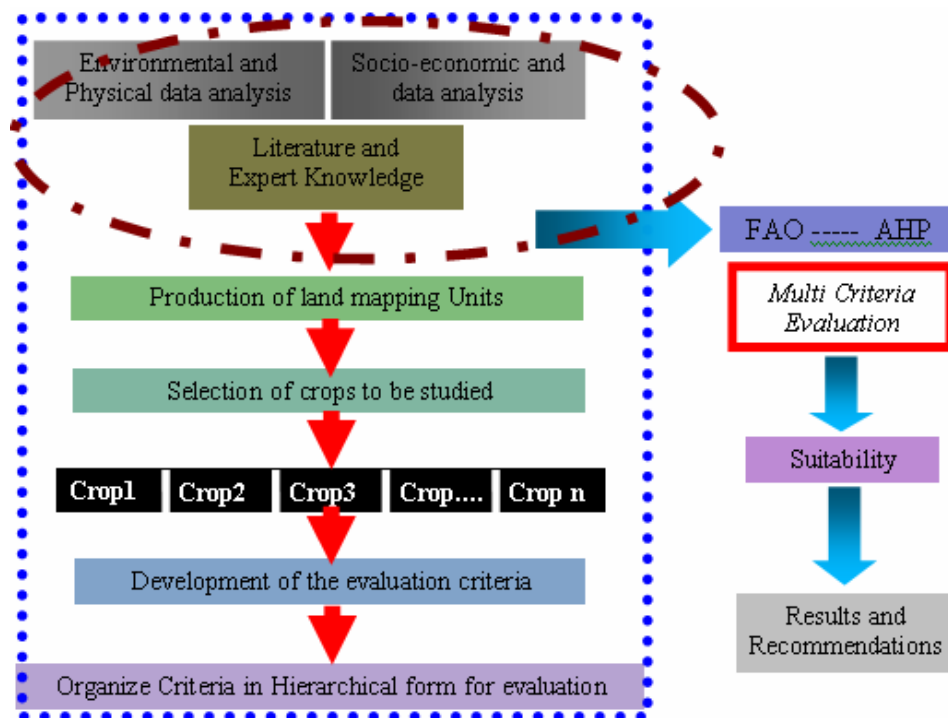 Environmental and
Physical data analysis
Socio-economic and
data analysis
Literature and
Expert Knowledge
Production of land mapping Units
Selection of crops to be studied
Crop1 Crop2 Crop3 Crop.... Crop n
Development of the evaluation criteria
Organize Criteria in Hierarchical form for evaluation
FAO ----- AHP
Multi Criteria
Evaluation
Suitability
Results and
Recommendations